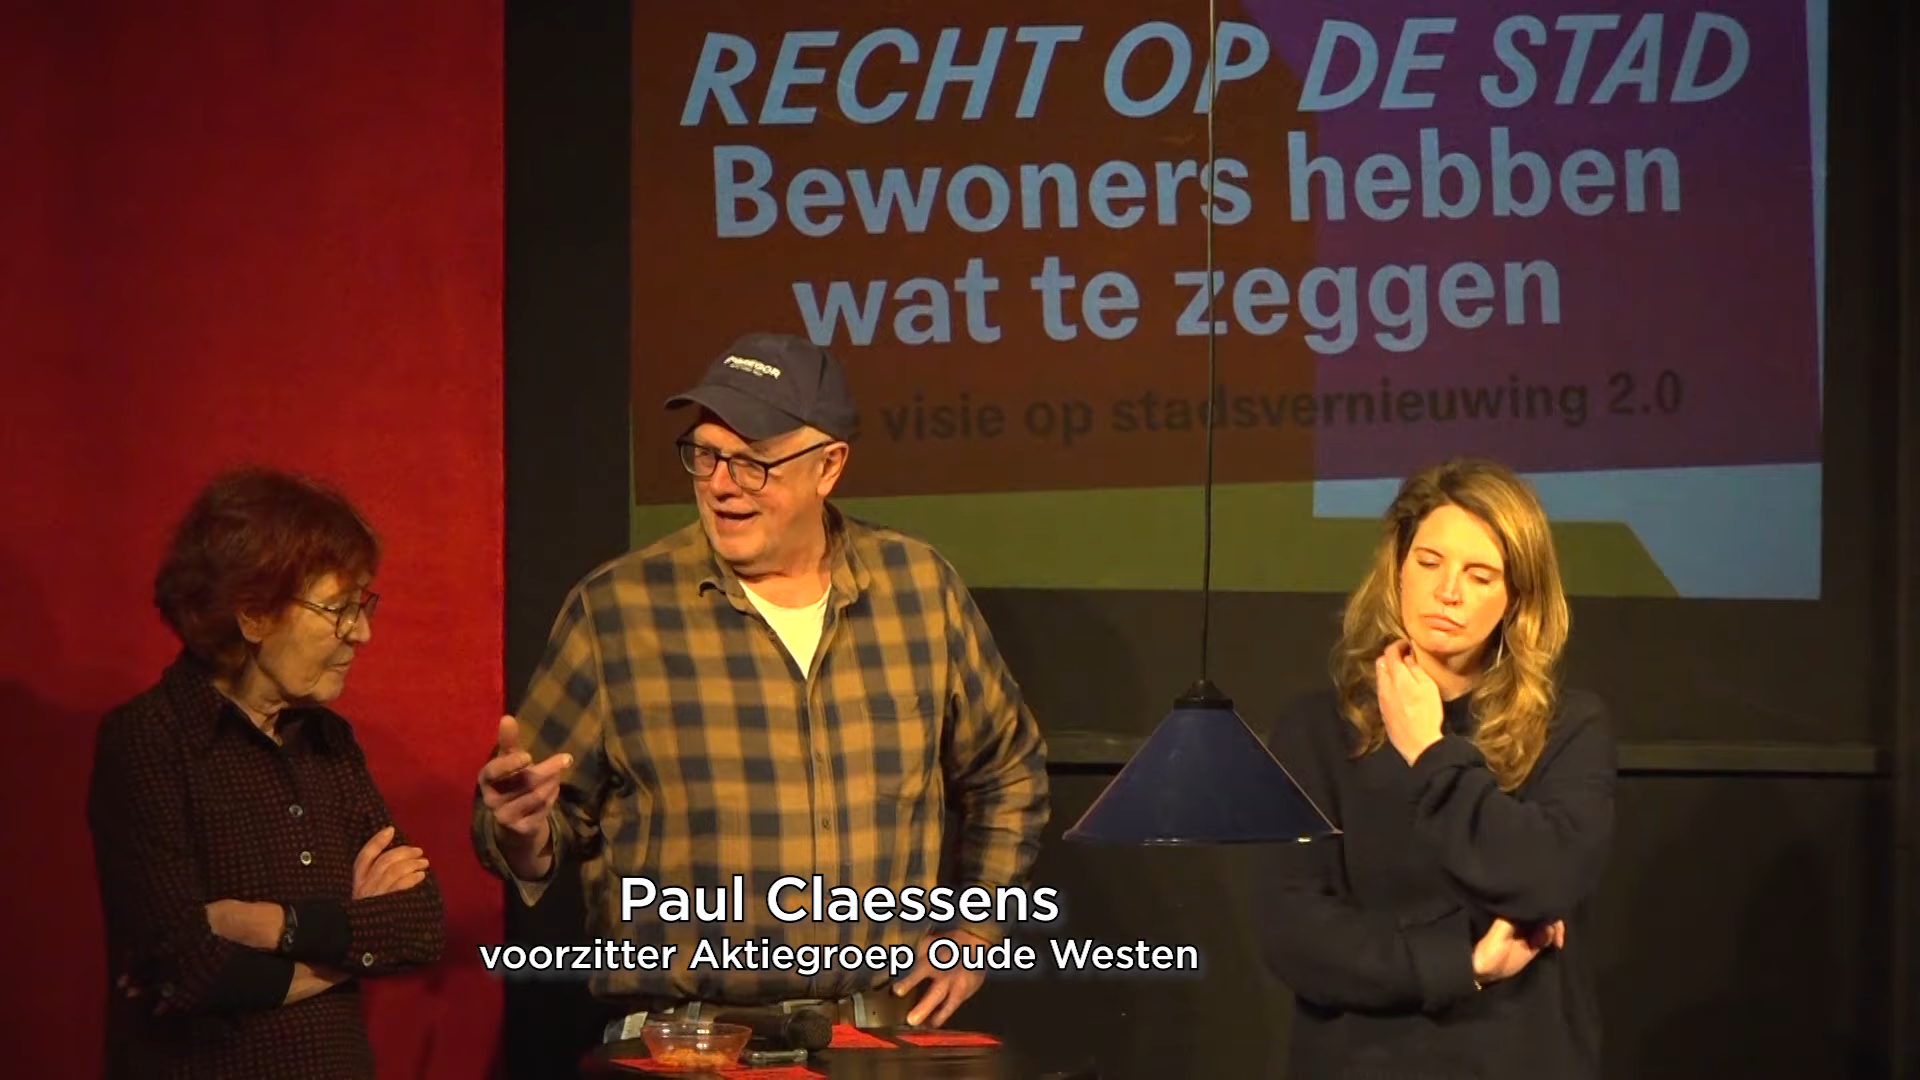 RECHT OP DE STAD
Bewoners hebben
wat te zeggen
visie op stadsvernieuwing 2.0
Paul Claessens
voorzitter Aktiegroep Oude Westen